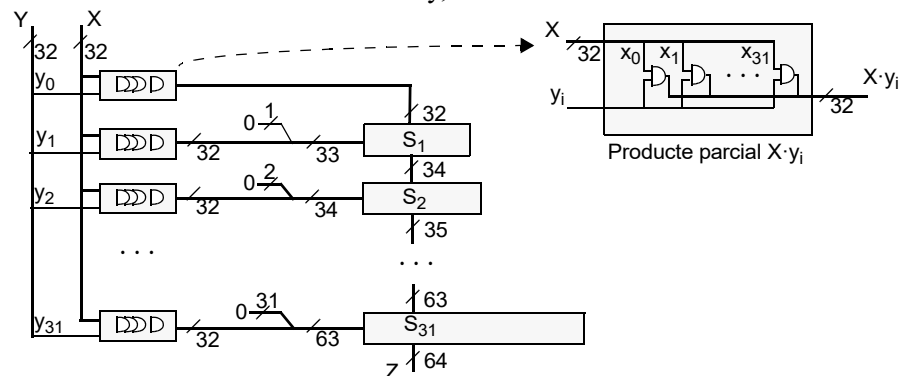 Y X
32 32
y0
y1
y2
. . .
y31
32
0 1
32 33
S1
34
0 2
32 34
S2
35
. . .
63
0 31
32 63
S31
Z 64
X
32
x0 x1 x31
. . .
yi
X·yi
32
Producte parcial X·yi